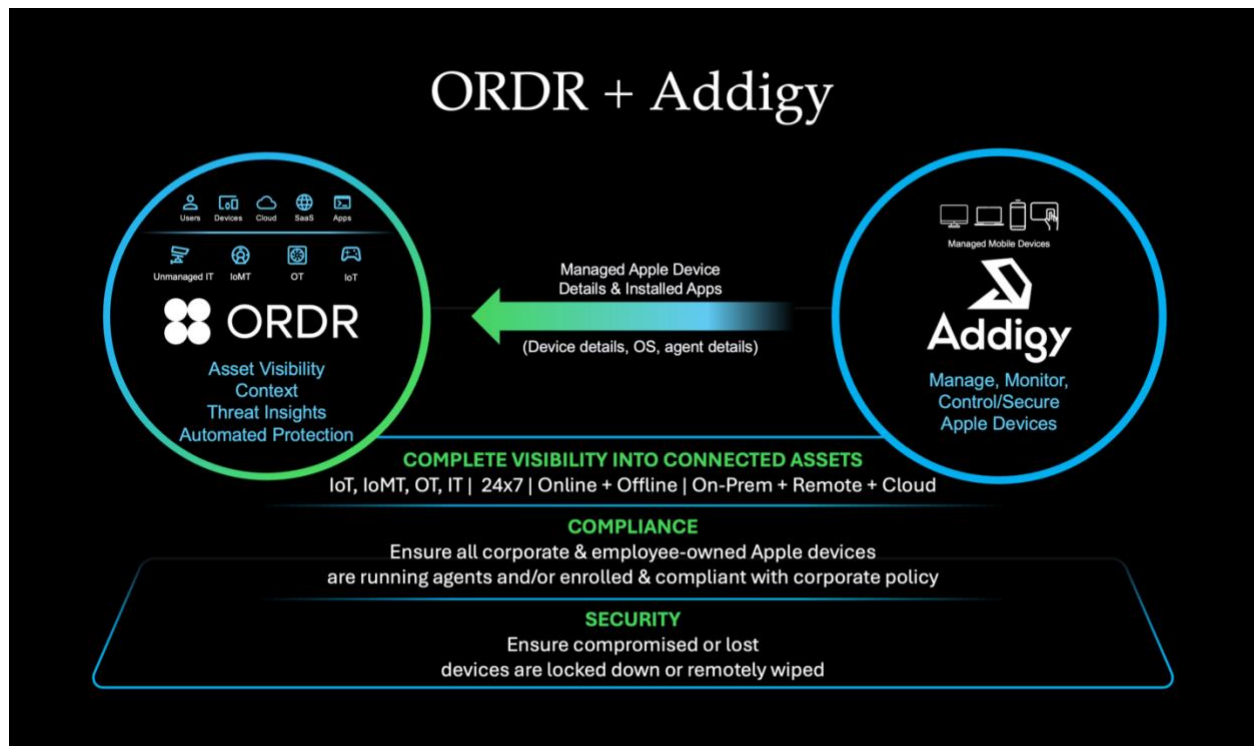 ORDR + Addigy
Users Devices Cloud SaaS Apps
Unmanaged IT IoMT OT IoT
ORDR
Asset Visibility
Context
Threat Insights
Automated Protection
Managed Apple Device
Details & Installed Apps
(Device details, OS, agent details)
Managed Mobile Devices
Addigy
Manage, Monitor,
Control/Secure
Apple Devices
COMPLETE VISIBILITY INTO CONNECTED ASSETS
IoT, IoMT, OT, IT | 24x7 | Online + Offline | On-Prem + Remote + Cloud
COMPLIANCE
Ensure all corporate & employee-owned Apple devices
are running agents and/or enrolled & compliant with corporate policy
SECURITY
Ensure compromised or lost
devices are locked down or remotely wiped